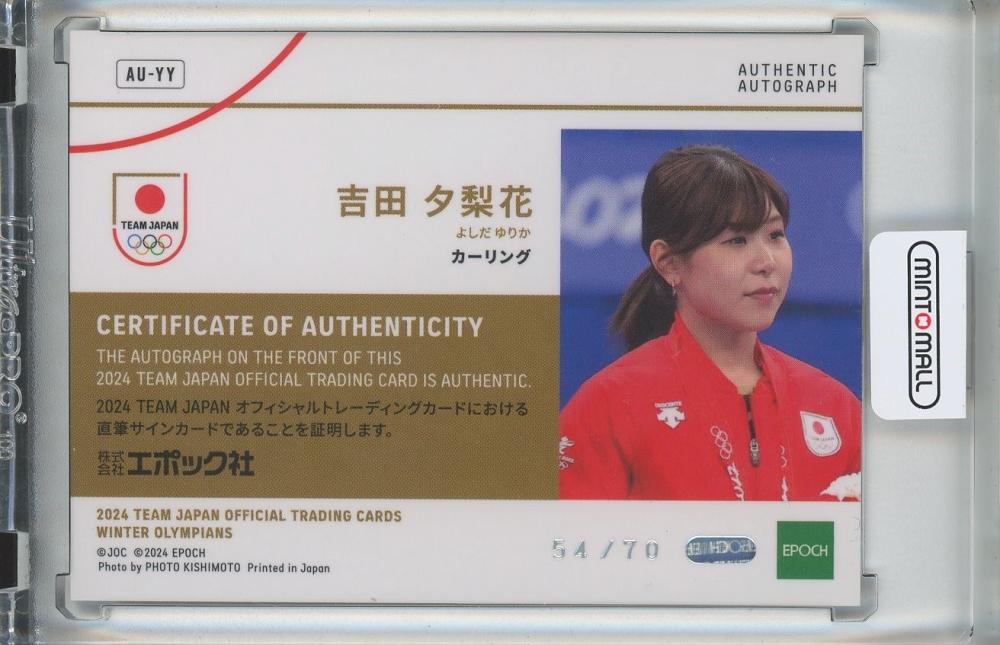 AU-YY
AUTHENTIC
AUTOGRAPH
TEAM JAPAN
吉田 夕梨花
よしだ ゆりか
カーリング
CERTIFICATE OF AUTHENTICITY
THE AUTOGRAPH ON THE FRONT OF THIS
2024 TEAM JAPAN OFFICIAL TRADING CARD IS AUTHENTIC.
2024 TEAM JAPAN オフィシャルトレーディングカードにおける
直筆サインカードであることを証明します。
株式会社エポック社
DESCENTE
2024 TEAM JAPAN OFFICIAL TRADING CARDS
WINTER OLYMPIANS
©JOC ©2024 EPOCH
Photo by PHOTO KISHIMOTO Printed in Japan
54/70
EPOCH
EPOCH
MINT MALL